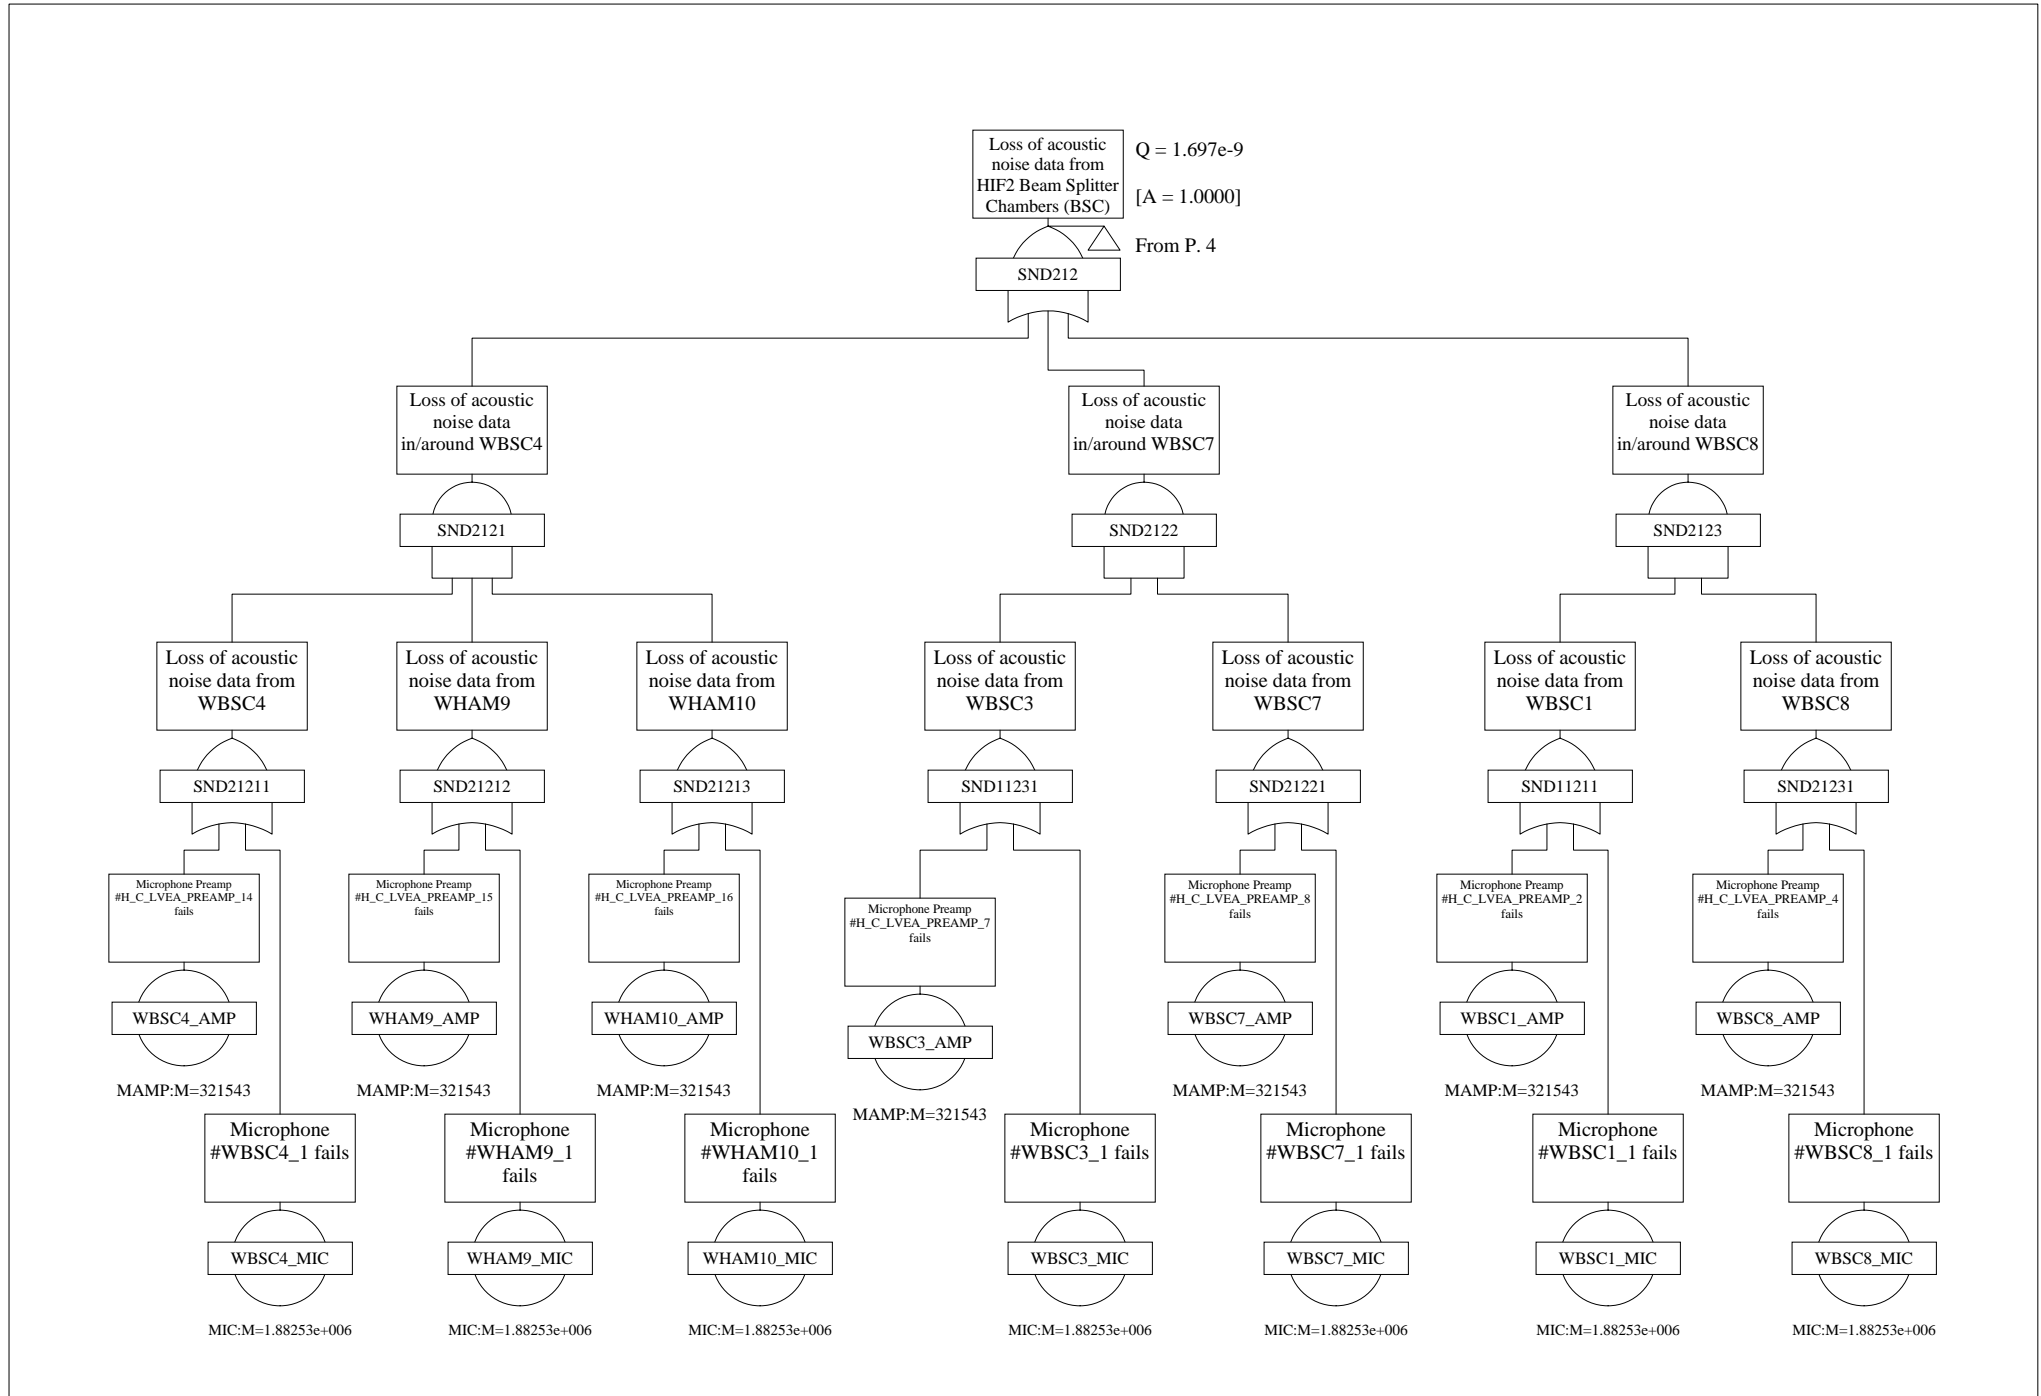 Loss of acoustic
noise data from
HIF2 Beam Splitter
Chambers (BSC)
Q = 1.697e-9
[A = 1.0000]
From P. 4
SND212
Loss of acoustic
noise data
in/around WBSC4
SND2121
Loss of acoustic
noise data
in/around WBSC7
SND2122
Loss of acoustic
noise data
in/around WBSC8
SND2123
Loss of acoustic
noise data from
WBSC4
SND21211
Loss of acoustic
noise data from
WHAM9
SND21212
Loss of acoustic
noise data from
WHAM10
SND21213
Loss of acoustic
noise data from
WBSC3
SND11231
Loss of acoustic
noise data from
WBSC7
SND21221
Loss of acoustic
noise data from
WBSC1
SND11211
Loss of acoustic
noise data from
WBSC8
SND21231
Microphone Preamp
#H_C_LVEA_PREAMP_14
fails
WBSC4_AMP
MAMP:M=321543
Microphone Preamp
#H_C_LVEA_PREAMP_15
fails
WHAM9_AMP
MAMP:M=321543
Microphone Preamp
#H_C_LVEA_PREAMP_16
fails
WHAM10_AMP
MAMP:M=321543
Microphone Preamp
#H_C_LVEA_PREAMP_7
fails
WBSC3_AMP
MAMP:M=321543
Microphone Preamp
#H_C_LVEA_PREAMP_8
fails
WBSC7_AMP
MAMP:M=321543
Microphone Preamp
#H_C_LVEA_PREAMP_2
fails
WBSC1_AMP
MAMP:M=321543
Microphone Preamp
#H_C_LVEA_PREAMP_4
fails
WBSC8_AMP
MAMP:M=321543
Microphone
#WBSC4_1 fails
WBSC4_MIC
MIC:M=1.88253e+006
Microphone
#WHAM9_1
fails
WHAM9_MIC
MIC:M=1.88253e+006
Microphone
#WHAM10_1
fails
WHAM10_MIC
MIC:M=1.88253e+006
Microphone
#WBSC3_1 fails
WBSC3_MIC
MIC:M=1.88253e+006
Microphone
#WBSC7_1 fails
WBSC7_MIC
MIC:M=1.88253e+006
Microphone
#WBSC1_1 fails
WBSC1_MIC
MIC:M=1.88253e+006
Microphone
#WBSC8_1 fails
WBSC8_MIC
MIC:M=1.88253e+006